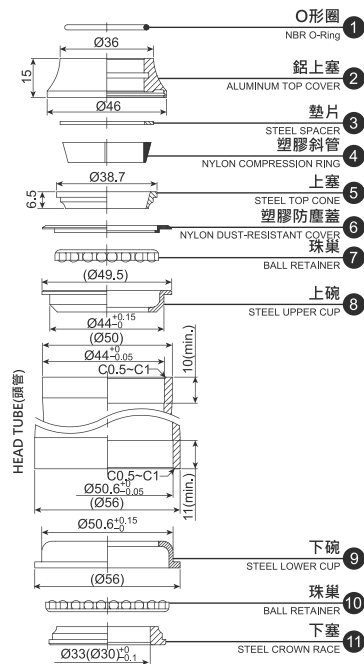 O形圈
NBR O-Ring
1
Ø36
15
鋁上塞
ALUMINUM TOP COVER
2
Ø46
墊片
STEEL SPACER
3
塑膠斜管
NYLON COMPRESSION RING
4
Ø38.7
6.5
上塞
STEEL TOP CONE
5
塑膠防塵蓋
NYLON DUST-RESISTANT COVER
6
珠巢
BALL RETAINER
7
(Ø49.5)
上碗
STEEL UPPER CUP
8
Ø44 +0.15 -0
(Ø50)
Ø44 +0 -0.05
C0.5~C1
10(min.)
HEAD TUBE(頭管)
C0.5~C1
Ø50.6 +0 -0.05
(Ø56)
11(min.)
Ø50.6 +0.15 -0
下碗
STEEL LOWER CUP
9
(Ø56)
珠巢
BALL RETAINER
10
下塞
STEEL CROWN RACE
11
Ø33(Ø30) +0 -0.1